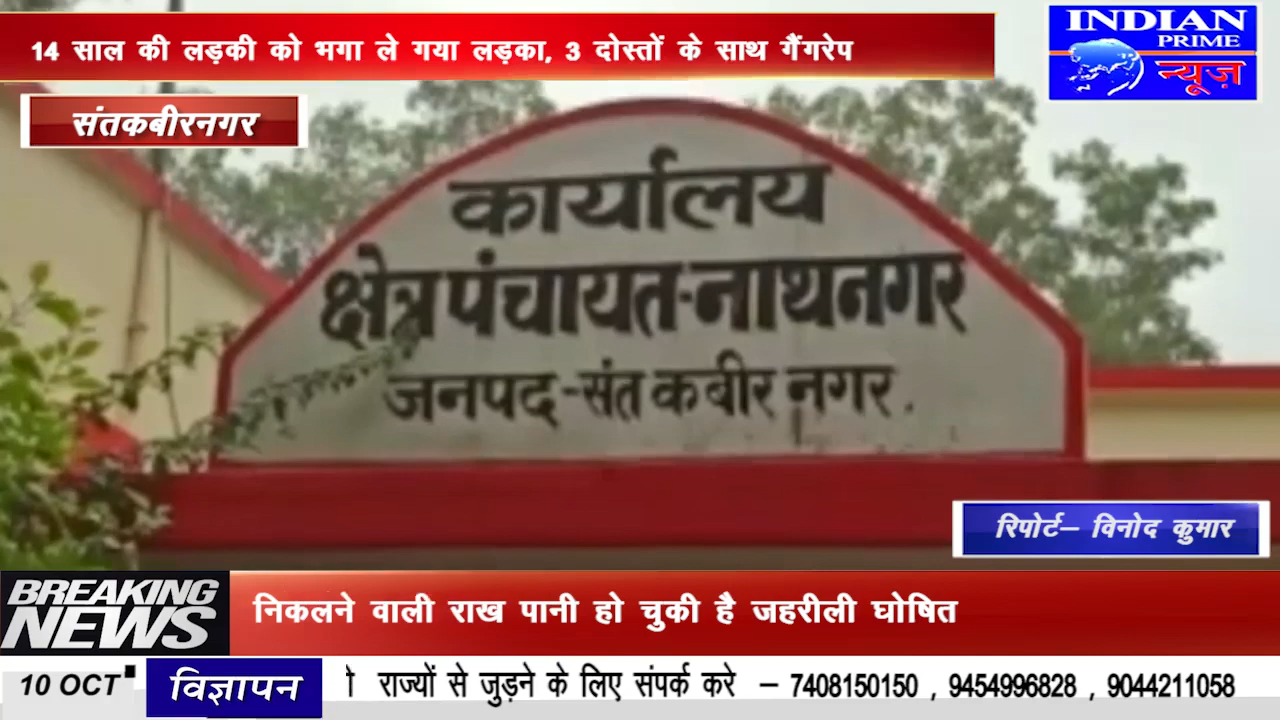 14 साल की लड़की को भगा ले गया लड़का, 3 दोस्तों के साथ गैंगरेप
INDIAN
PRIME
न्यूज़
संतकबीरनगर
कार्यालय
क्षेत्र पंचायत-नाथनगर
जनपद-संत कबीर नगर.
रिपोर्ट– विनोद कुमार
BREAKING
NEWS
निकलने वाली राख पानी हो चुकी है जहरीली घोषित
10 OCT
विज्ञापन
राज्यों से जुड़ने के लिए संपर्क करे – 7408150150 , 9454996828 , 9044211058